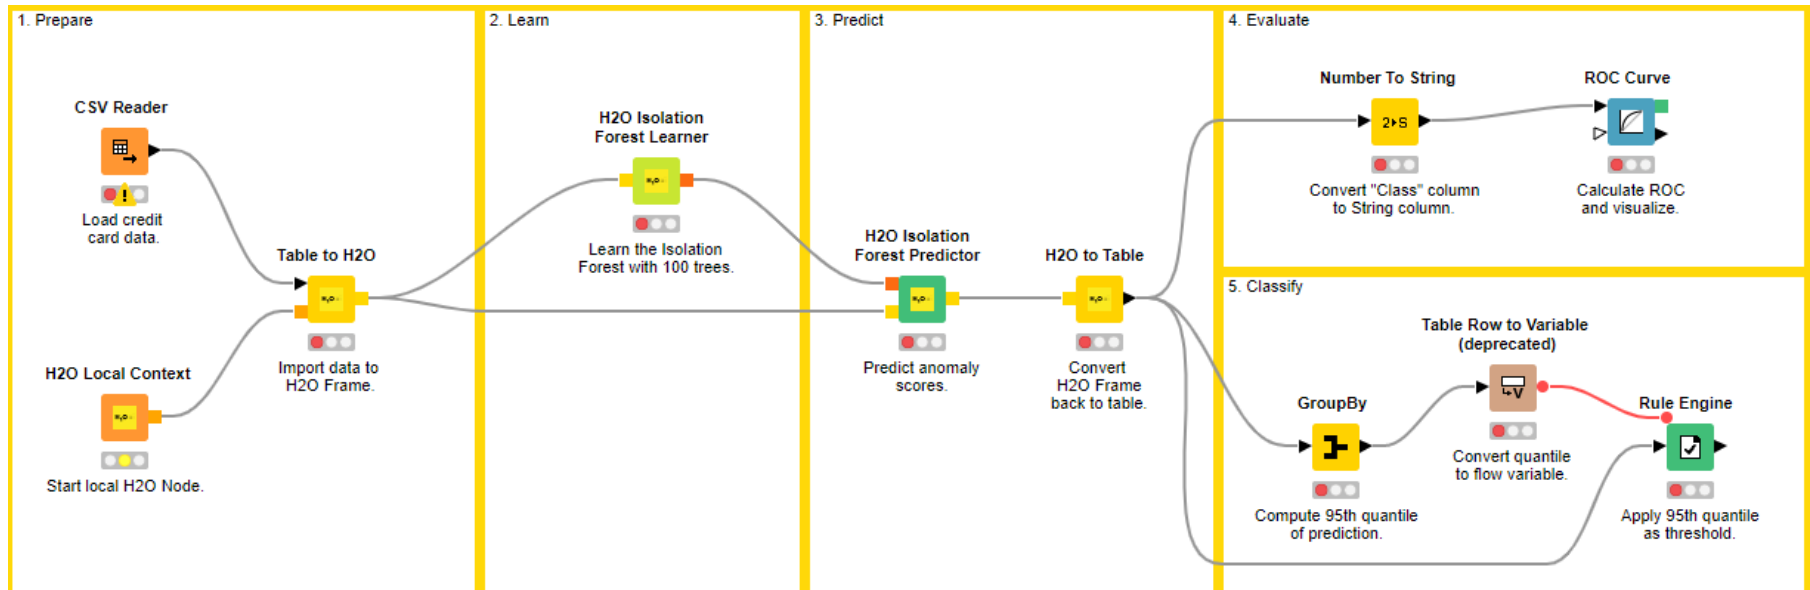 1. Prepare
CSV Reader
Load credit
card data.
Table to H2O
Import data to
H2O Frame.
H2O Local Context
Start local H2O Node.
2. Learn
H2O Isolation
Forest Learner
Learn the Isolation
Forest with 100 trees.
3. Predict
H2O Isolation
Forest Predictor
Predict anomaly
scores.
H2O to Table
Convert
H2O Frame
back to table.
4. Evaluate
Number To String
2▸S
Convert "Class" column
to String column.
ROC Curve
Calculate ROC
and visualize.
5. Classify
GroupBy
Compute 95th quantile
of prediction.
Table Row to Variable
(deprecated)
V
Convert quantile
to flow variable.
Rule Engine
Apply 95th quantile
as threshold.